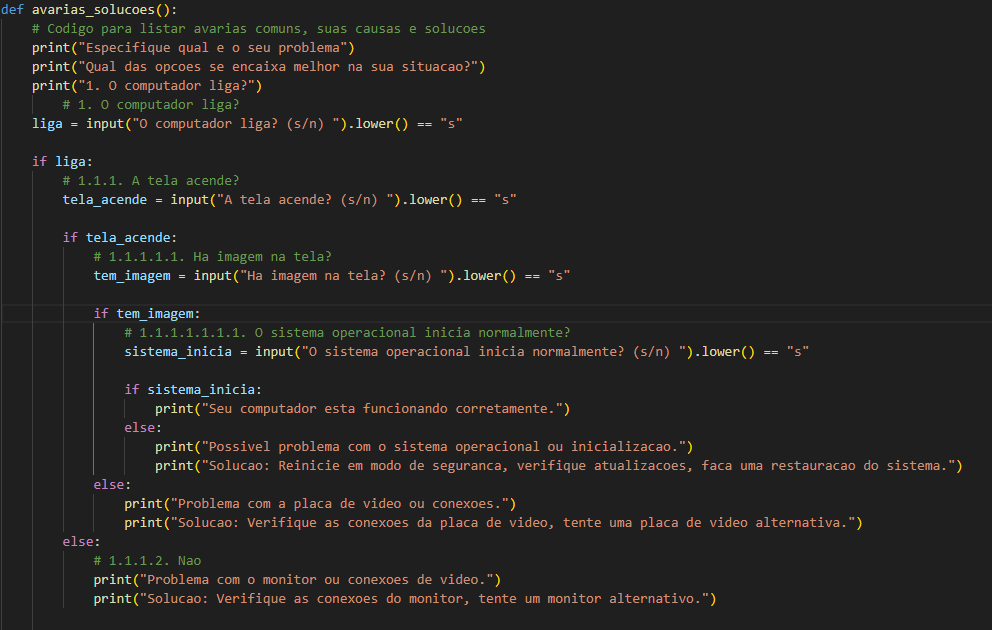 def avarias_solucoes():
# Codigo para listar avarias comuns, suas causas e solucoes
print("Especifique qual e o seu problema")
print("Qual das opcoes se encaixa melhor na sua situacao?")
print("1. O computador liga?")
# 1. O computador liga?
liga = input("O computador liga? (s/n) ").lower() == "s"
if liga:
# 1.1.1. A tela acende?
tela_acende = input("A tela acende? (s/n) ").lower() == "s"
if tela_acende:
# 1.1.1.1.1. Ha imagem na tela?
tem_imagem = input("Ha imagem na tela? (s/n) ").lower() == "s"
if tem_imagem:
# 1.1.1.1.1.1.1. O sistema operacional inicia normalmente?
sistema_inicia = input("O sistema operacional inicia normalmente? (s/n) ").lower() == "s"
if sistema_inicia:
print("Seu computador esta funcionando corretamente.")
else:
print("Possivel problema com o sistema operacional ou inicializacao.")
print("Solucao: Reinicie em modo de seguranca, verifique atualizacoes, faca uma restauracao do sistema.")
else:
print("Problema com a placa de video ou conexoes.")
print("Solucao: Verifique as conexoes da placa de video, tente uma placa de video alternativa.")
else:
# 1.1.1.2. Nao
print("Problema com o monitor ou conexoes de video.")
print("Solucao: Verifique as conexoes do monitor, tente um monitor alternativo.")